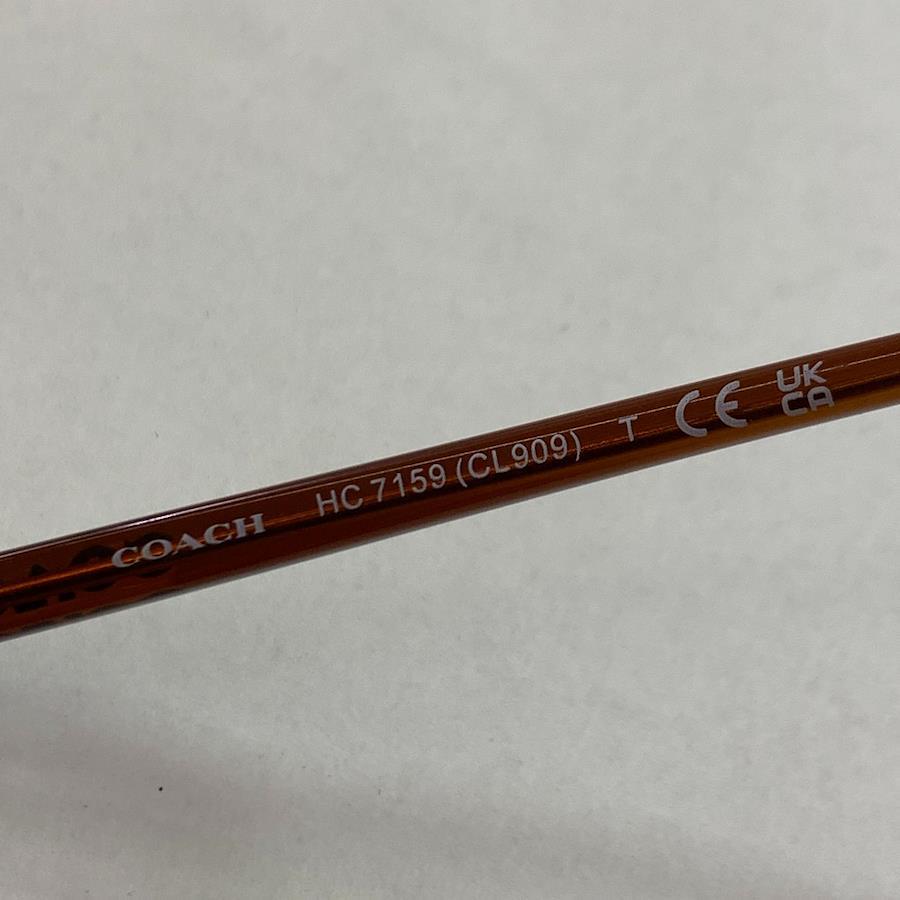 COACH HC 7159 (CL909) T CE UK
CA